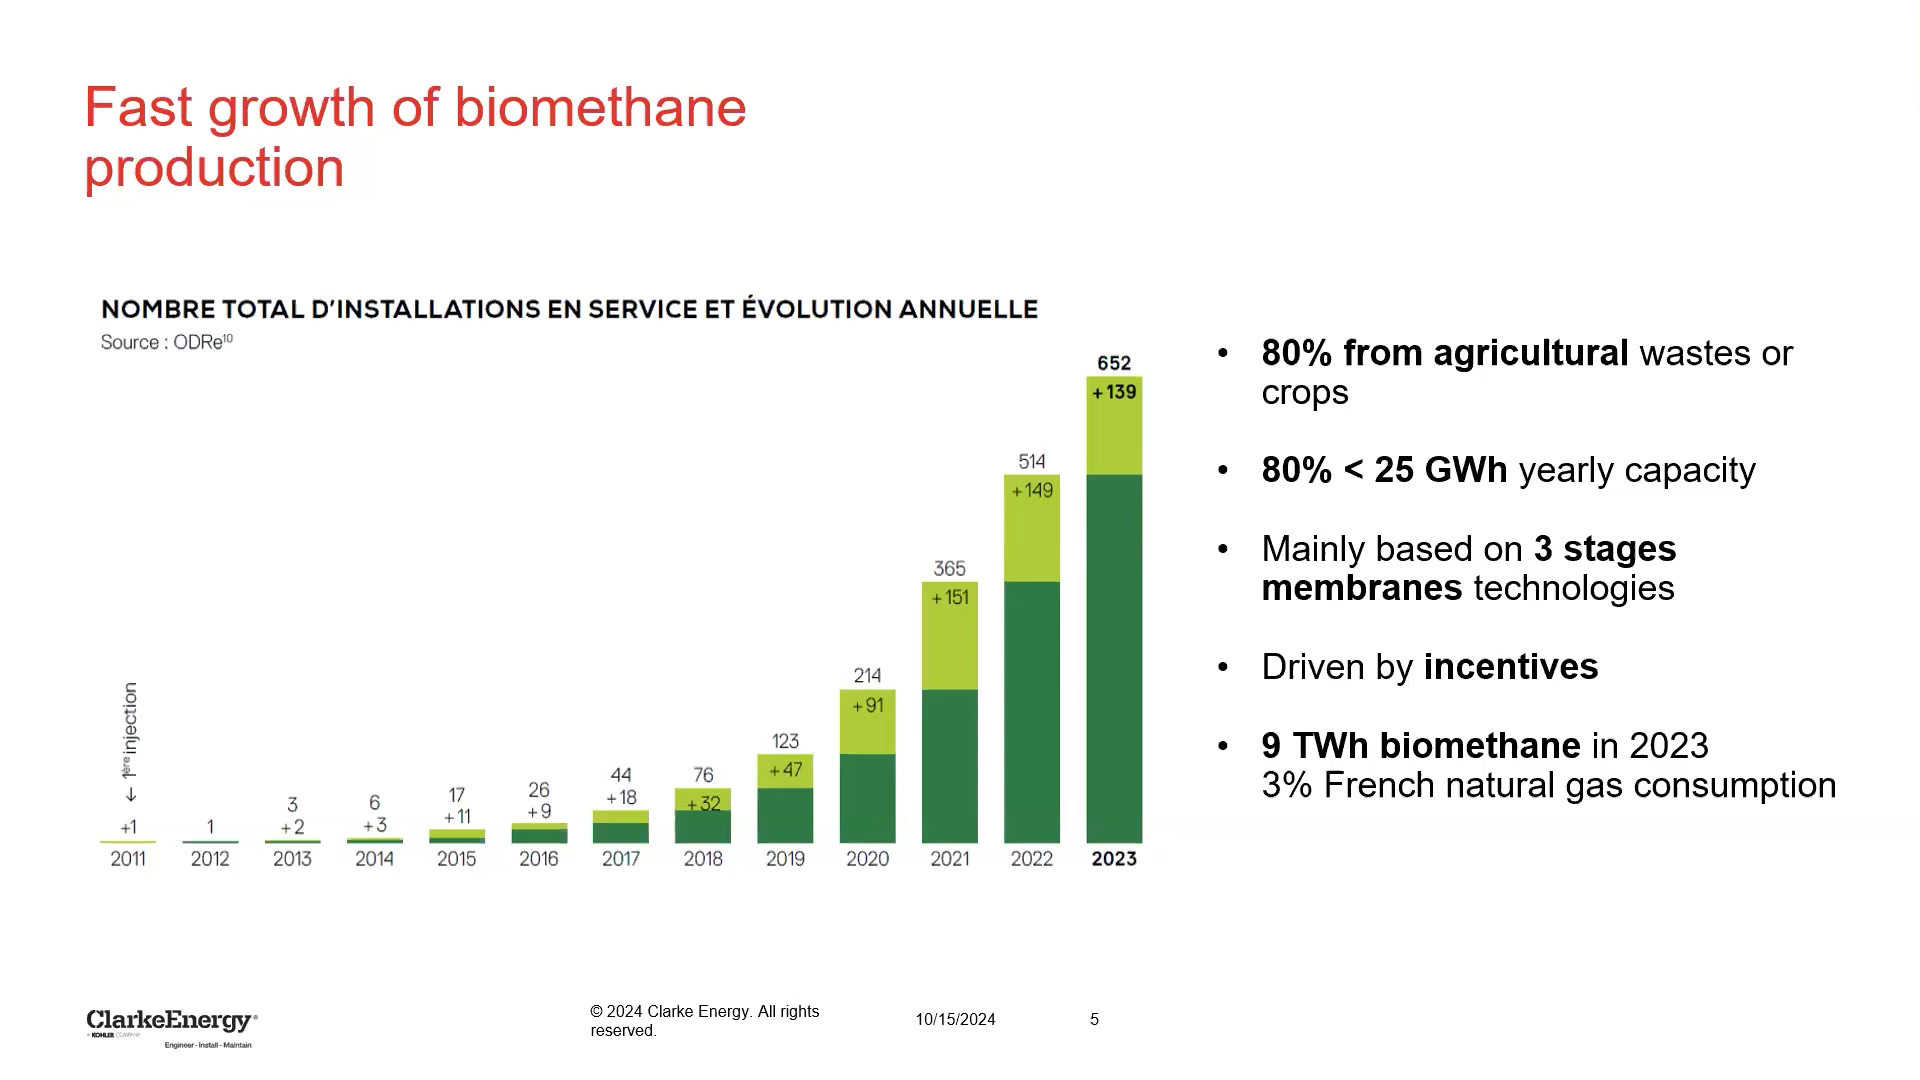 Fast growth of biomethane
production
NOMBRE TOTAL D'INSTALLATIONS EN SERVICE ET ÉVOLUTION ANNUELLE
Source : ODRe¹⁰
← 1ère injection
+1
1
3
+2
6
+3
17
+11
26
+9
44
+18
76
+32
123
+47
214
+91
365
+151
514
+149
652
+139
2011 2012 2013 2014 2015 2016 2017 2018 2019 2020 2021 2022 2023
• 80% from agricultural wastes or
crops
• 80% < 25 GWh yearly capacity
• Mainly based on 3 stages
membranes technologies
• Driven by incentives
• 9 TWh biomethane in 2023
3% French natural gas consumption
ClarkeEnergy®
A KOHLER COMPANY
Engineer - Install - Maintain
© 2024 Clarke Energy. All rights
reserved.
10/15/2024
5